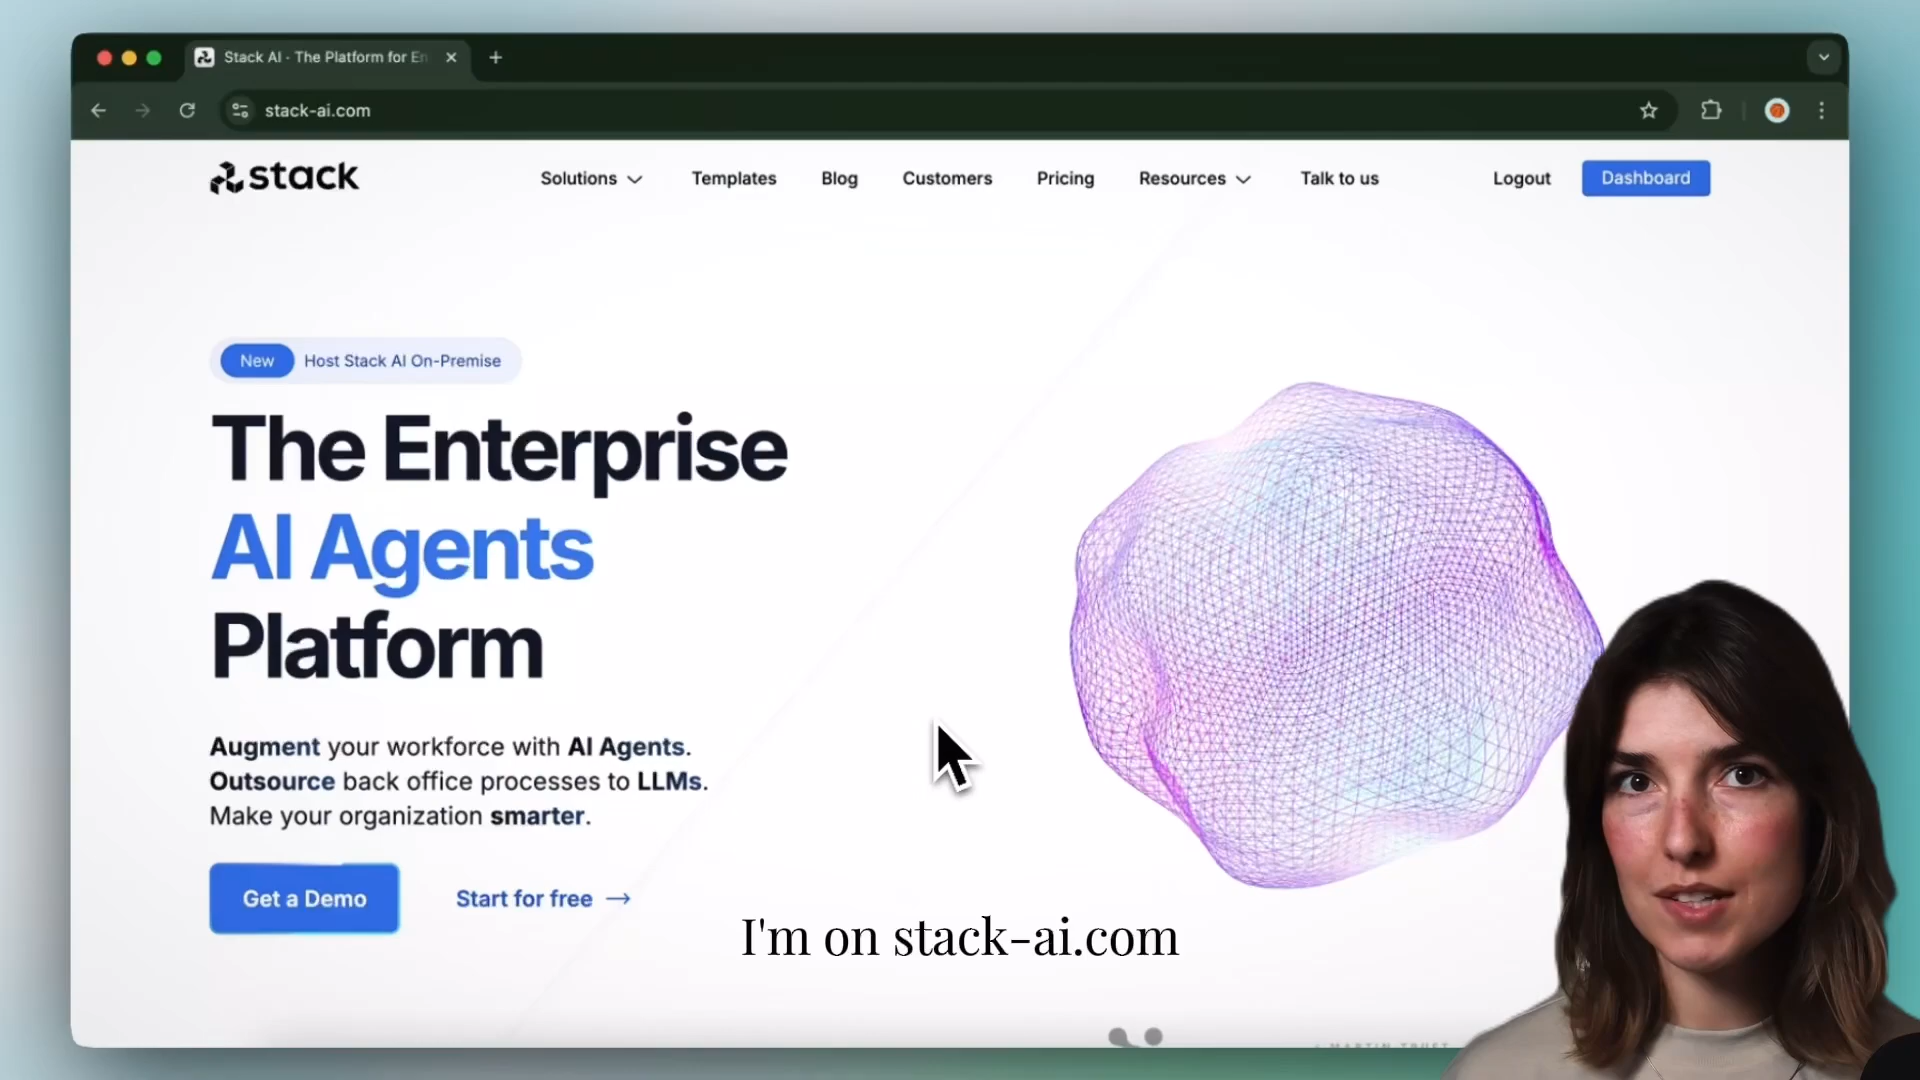 Stack AI - The Platform for En
stack-ai.com
stack
Solutions
Templates
Blog
Customers
Pricing
Resources
Talk to us
Logout
Dashboard
New
Host Stack AI On-Premise
The Enterprise
AI Agents
Platform
Augment your workforce with AI Agents.
Outsource back office processes to LLMs.
Make your organization smarter.
Get a Demo
Start for free →
I'm on stack-ai.com